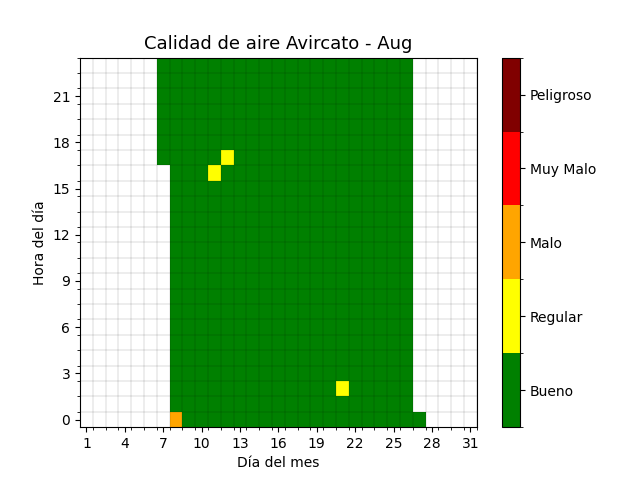 Calidad de aire Avircato - Aug
21
18
15
12
9
6
3
0
Hora del día
1 4 7 10 13 16 19 22 25 28 31
Día del mes
Peligroso
Muy Malo
Malo
Regular
Bueno